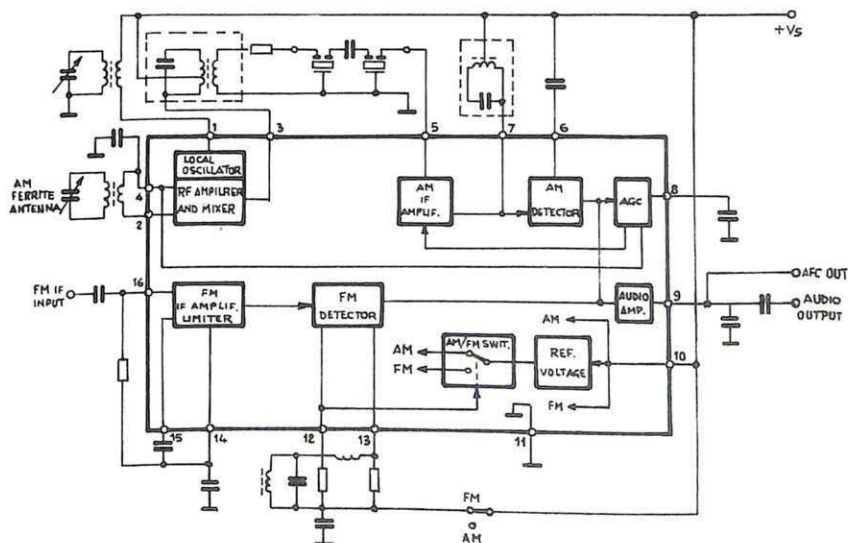 +Vs
1
3
5
7
6
LOCAL
OSCILLATOR
RF AMPLIFIER
AND MIXER
AM
FERRITE
ANTENNA
4
2
AM
IF
AMPLIF.
AM
DETECTOR
AGC
8
FM IF
INPUT
16
FM
IF AMPLIF.
LIMITER
FM
DETECTOR
AUDIO
AMP.
9
AFC OUT
AUDIO
OUTPUT
AM/FM SWIT.
AM
FM
REF.
VOLTAGE
AM
FM
10
15
14
12
13
11
FM
AM